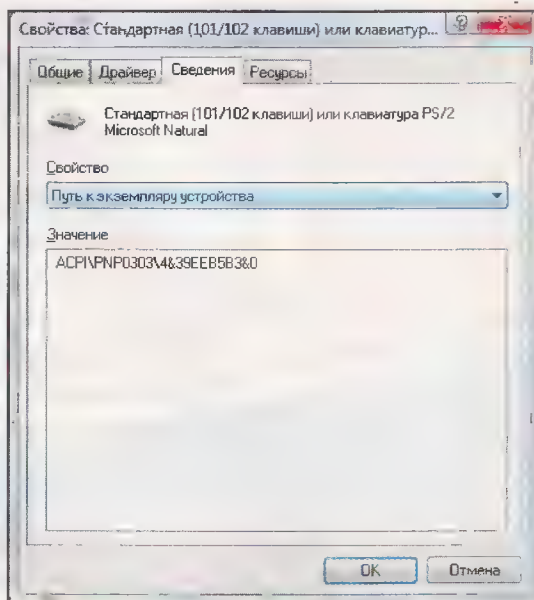 Свойства: Стандартная (101/102 клавиши) или клавиатур...
Общие
Драйвер
Сведения
Ресурсы
Стандартная (101/102 клавиши) или клавиатура PS/2
Microsoft Natural
Свойство
Путь к экземпляру устройства
Значение
ACPI\PNP0303\4&39EEB5B3&0
OK
Отмена